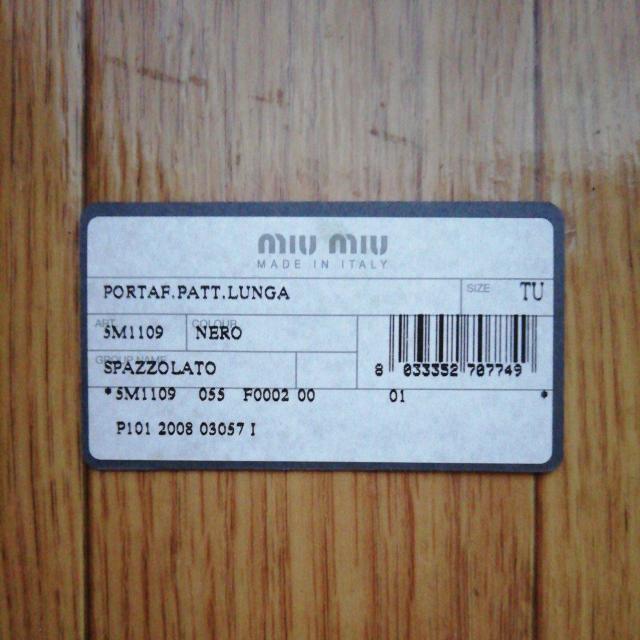 MIU MIU
MADE IN ITALY
PORTAF.PATT.LUNGA SIZE TU
ART. COLOUR
5M1109 NERO
GROUP NAME
SPAZZOLATO
8 033352 707749
*5M1109 055 F0002 00 01 *
P101 2008 03057 I